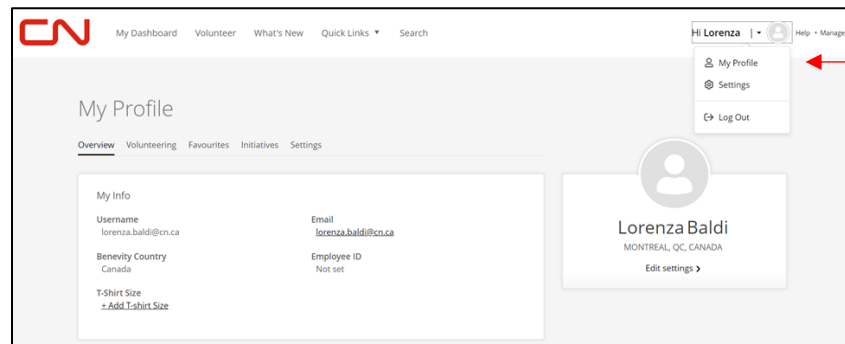 CN My Dashboard Volunteer What's New Quick Links ▼ Search Hi Lorenza | Help • Manage
My Profile
Settings
Log Out
My Profile
Overview Volunteering Favourites Initiatives Settings
My Info
Username Email
lorenza.baldi@cn.ca lorenza.baldi@cn.ca
Benevity Country Employee ID
Canada Not set
T-Shirt Size
+ Add T-shirt Size
Lorenza Baldi
MONTREAL, QC, CANADA
Edit settings >